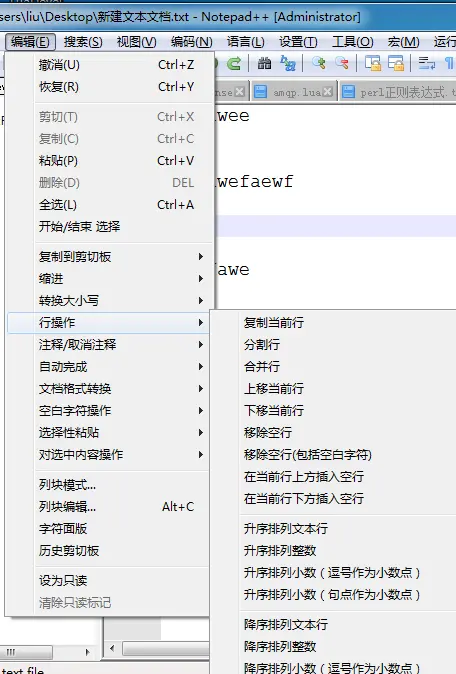 sers\liu\Desktop\新建文本文档.txt - Notepad++ [Administrator]
编辑(E) 搜索(S) 视图(V) 编码(N) 语言(L) 设置(T) 工具(O) 宏(M) 运行
nse amqp.lua perl正则表达式.t
撤消(U) Ctrl+Z
恢复(R) Ctrl+Y
剪切(T) Ctrl+X
复制(C) Ctrl+C
粘贴(P) Ctrl+V
删除(D) DEL
全选(L) Ctrl+A
开始/结束 选择
复制到剪切板
缩进
转换大小写
行操作
注释/取消注释
自动完成
文档格式转换
空白字符操作
选择性粘贴
对选中内容操作
列块模式...
列块编辑... Alt+C
字符面版
历史剪切板
设为只读
清除只读标记
wee
wefaewf
awe
复制当前行
分割行
合并行
上移当前行
下移当前行
移除空行
移除空行(包括空白字符)
在当前行上方插入空行
在当前行下方插入空行
升序排列文本行
升序排列整数
升序排列小数（逗号作为小数点）
升序排列小数（句点作为小数点）
降序排列文本行
降序排列整数
降序排列小数（逗号作为小数点）
text file